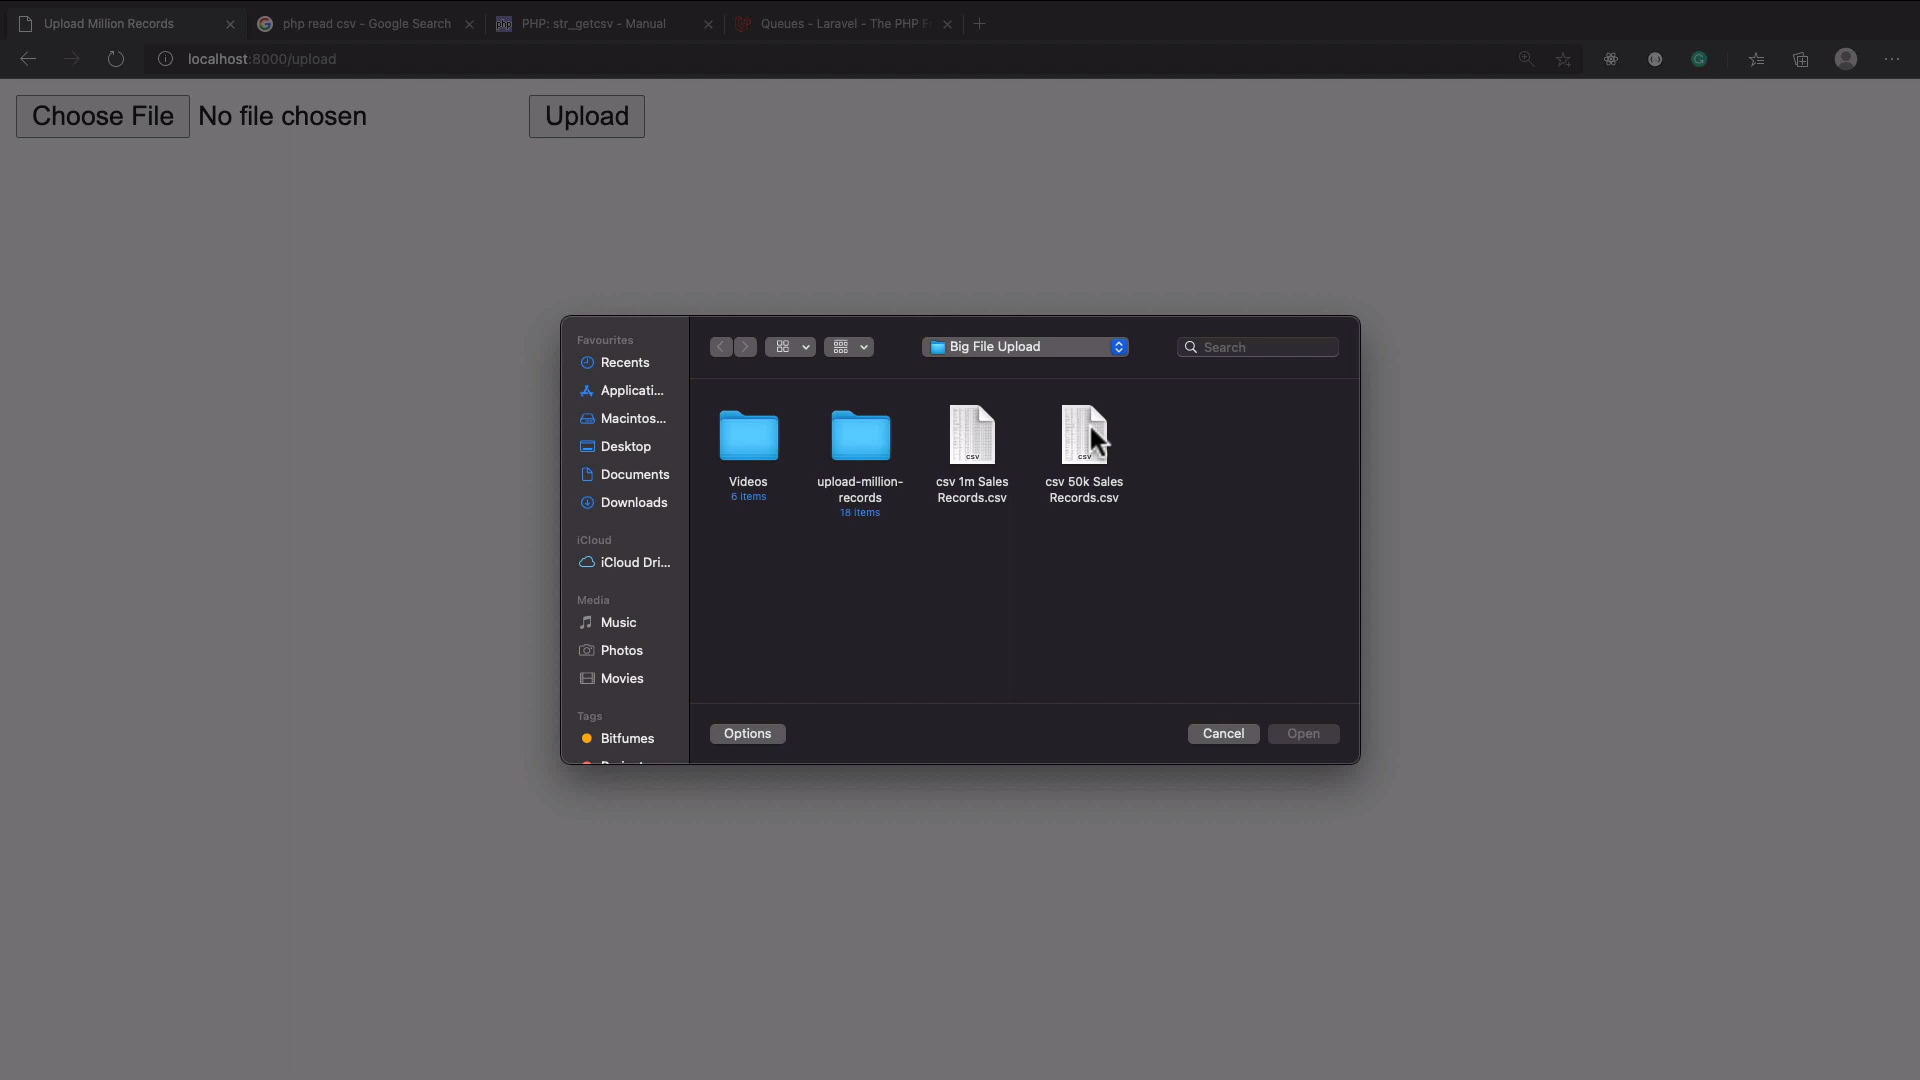 Upload Million Records
php read csv - Google Search
php
PHP: str_getcsv - Manual
Queues - Laravel - The PHP F
localhost:8000/upload
Choose File No file chosen
Upload
Favourites
Recents
Applicati...
Macintos...
Desktop
Documents
Downloads
iCloud
iCloud Dri...
Media
Music
Photos
Movies
Tags
Bitfumes
Big File Upload
Search
Videos
6 items
upload-million-
records
18 items
CSV
csv 1m Sales
Records.csv
CSV
csv 50k Sales
Records.csv
Options
Cancel
Open